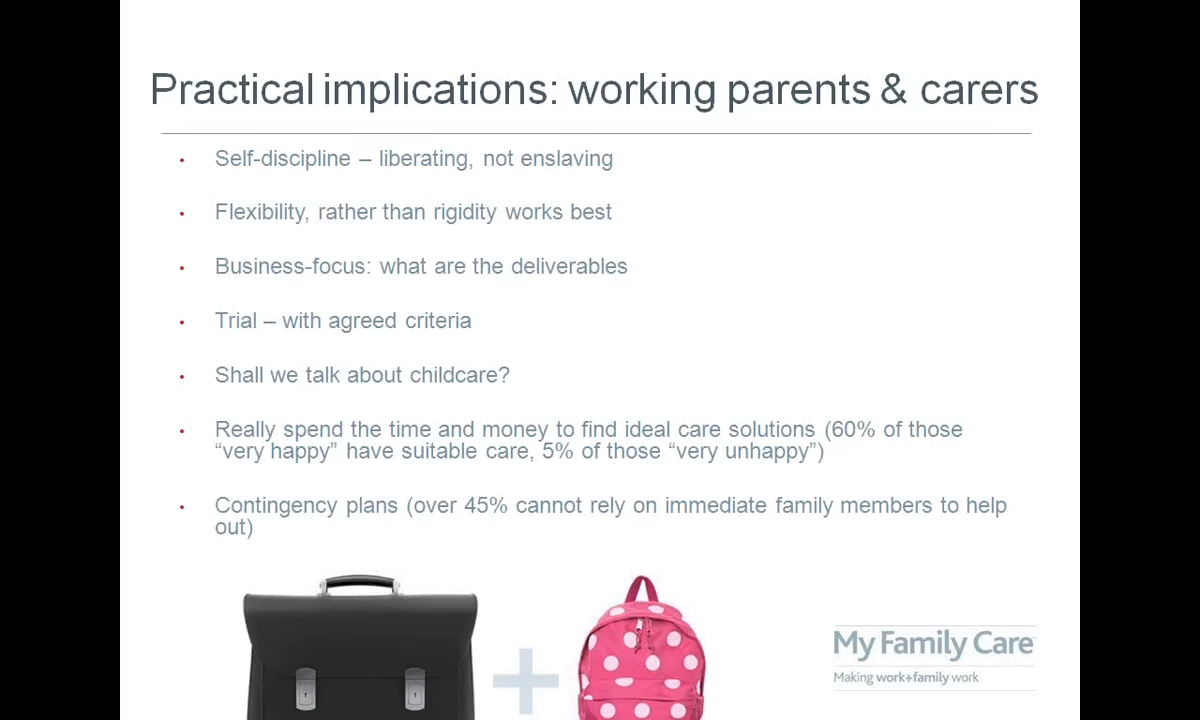 Practical implications: working parents & carers
• Self-discipline – liberating, not enslaving
• Flexibility, rather than rigidity works best
• Business-focus: what are the deliverables
• Trial – with agreed criteria
• Shall we talk about childcare?
• Really spend the time and money to find ideal care solutions (60% of those
“very happy” have suitable care, 5% of those “very unhappy”)
• Contingency plans (over 45% cannot rely on immediate family members to help
out)
My Family Care
Making work+family work